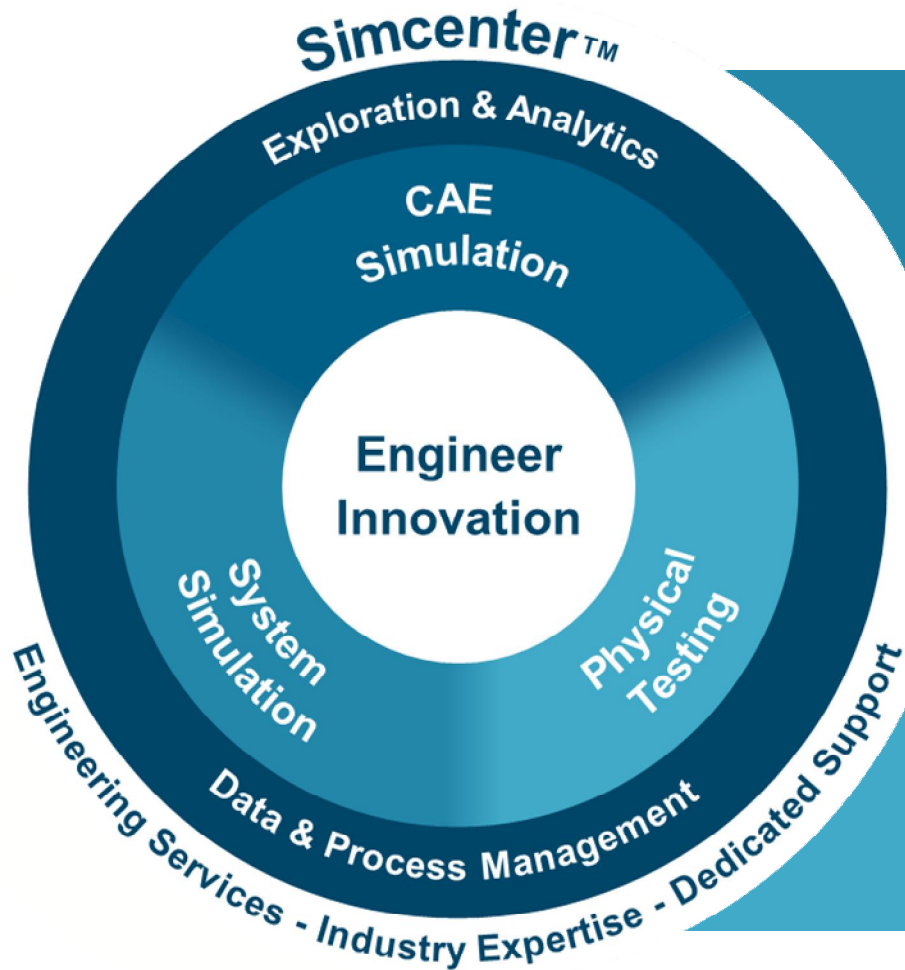 Simcenter™
Exploration & Analytics
CAE
Simulation
Engineer
Innovation
System
Simulation
Physical
Testing
Data & Process Management
Engineering Services - Industry Expertise - Dedicated Support